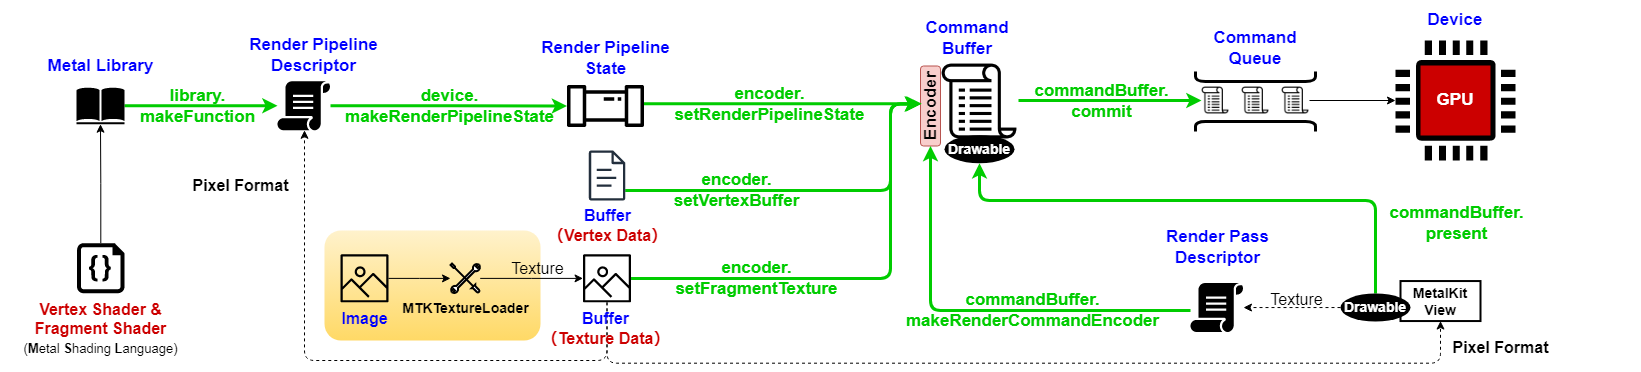 Metal Library
library.
makeFunction
Vertex Shader &
Fragment Shader
(Metal Shading Language)
Render Pipeline
Descriptor
device.
makeRenderPipelineState
Pixel Format
Render Pipeline
State
encoder.
setRenderPipelineState
Buffer
(Vertex Data)
encoder.
setVertexBuffer
Image
MTKTextureLoader
Texture
Buffer
(Texture Data)
encoder.
setFragmentTexture
Command
Buffer
Encoder
Drawable
commandBuffer.
commit
Command
Queue
Device
GPU
commandBuffer.
present
Render Pass
Descriptor
commandBuffer.
makeRenderCommandEncoder
Texture
Drawable
MetalKit
View
Pixel Format